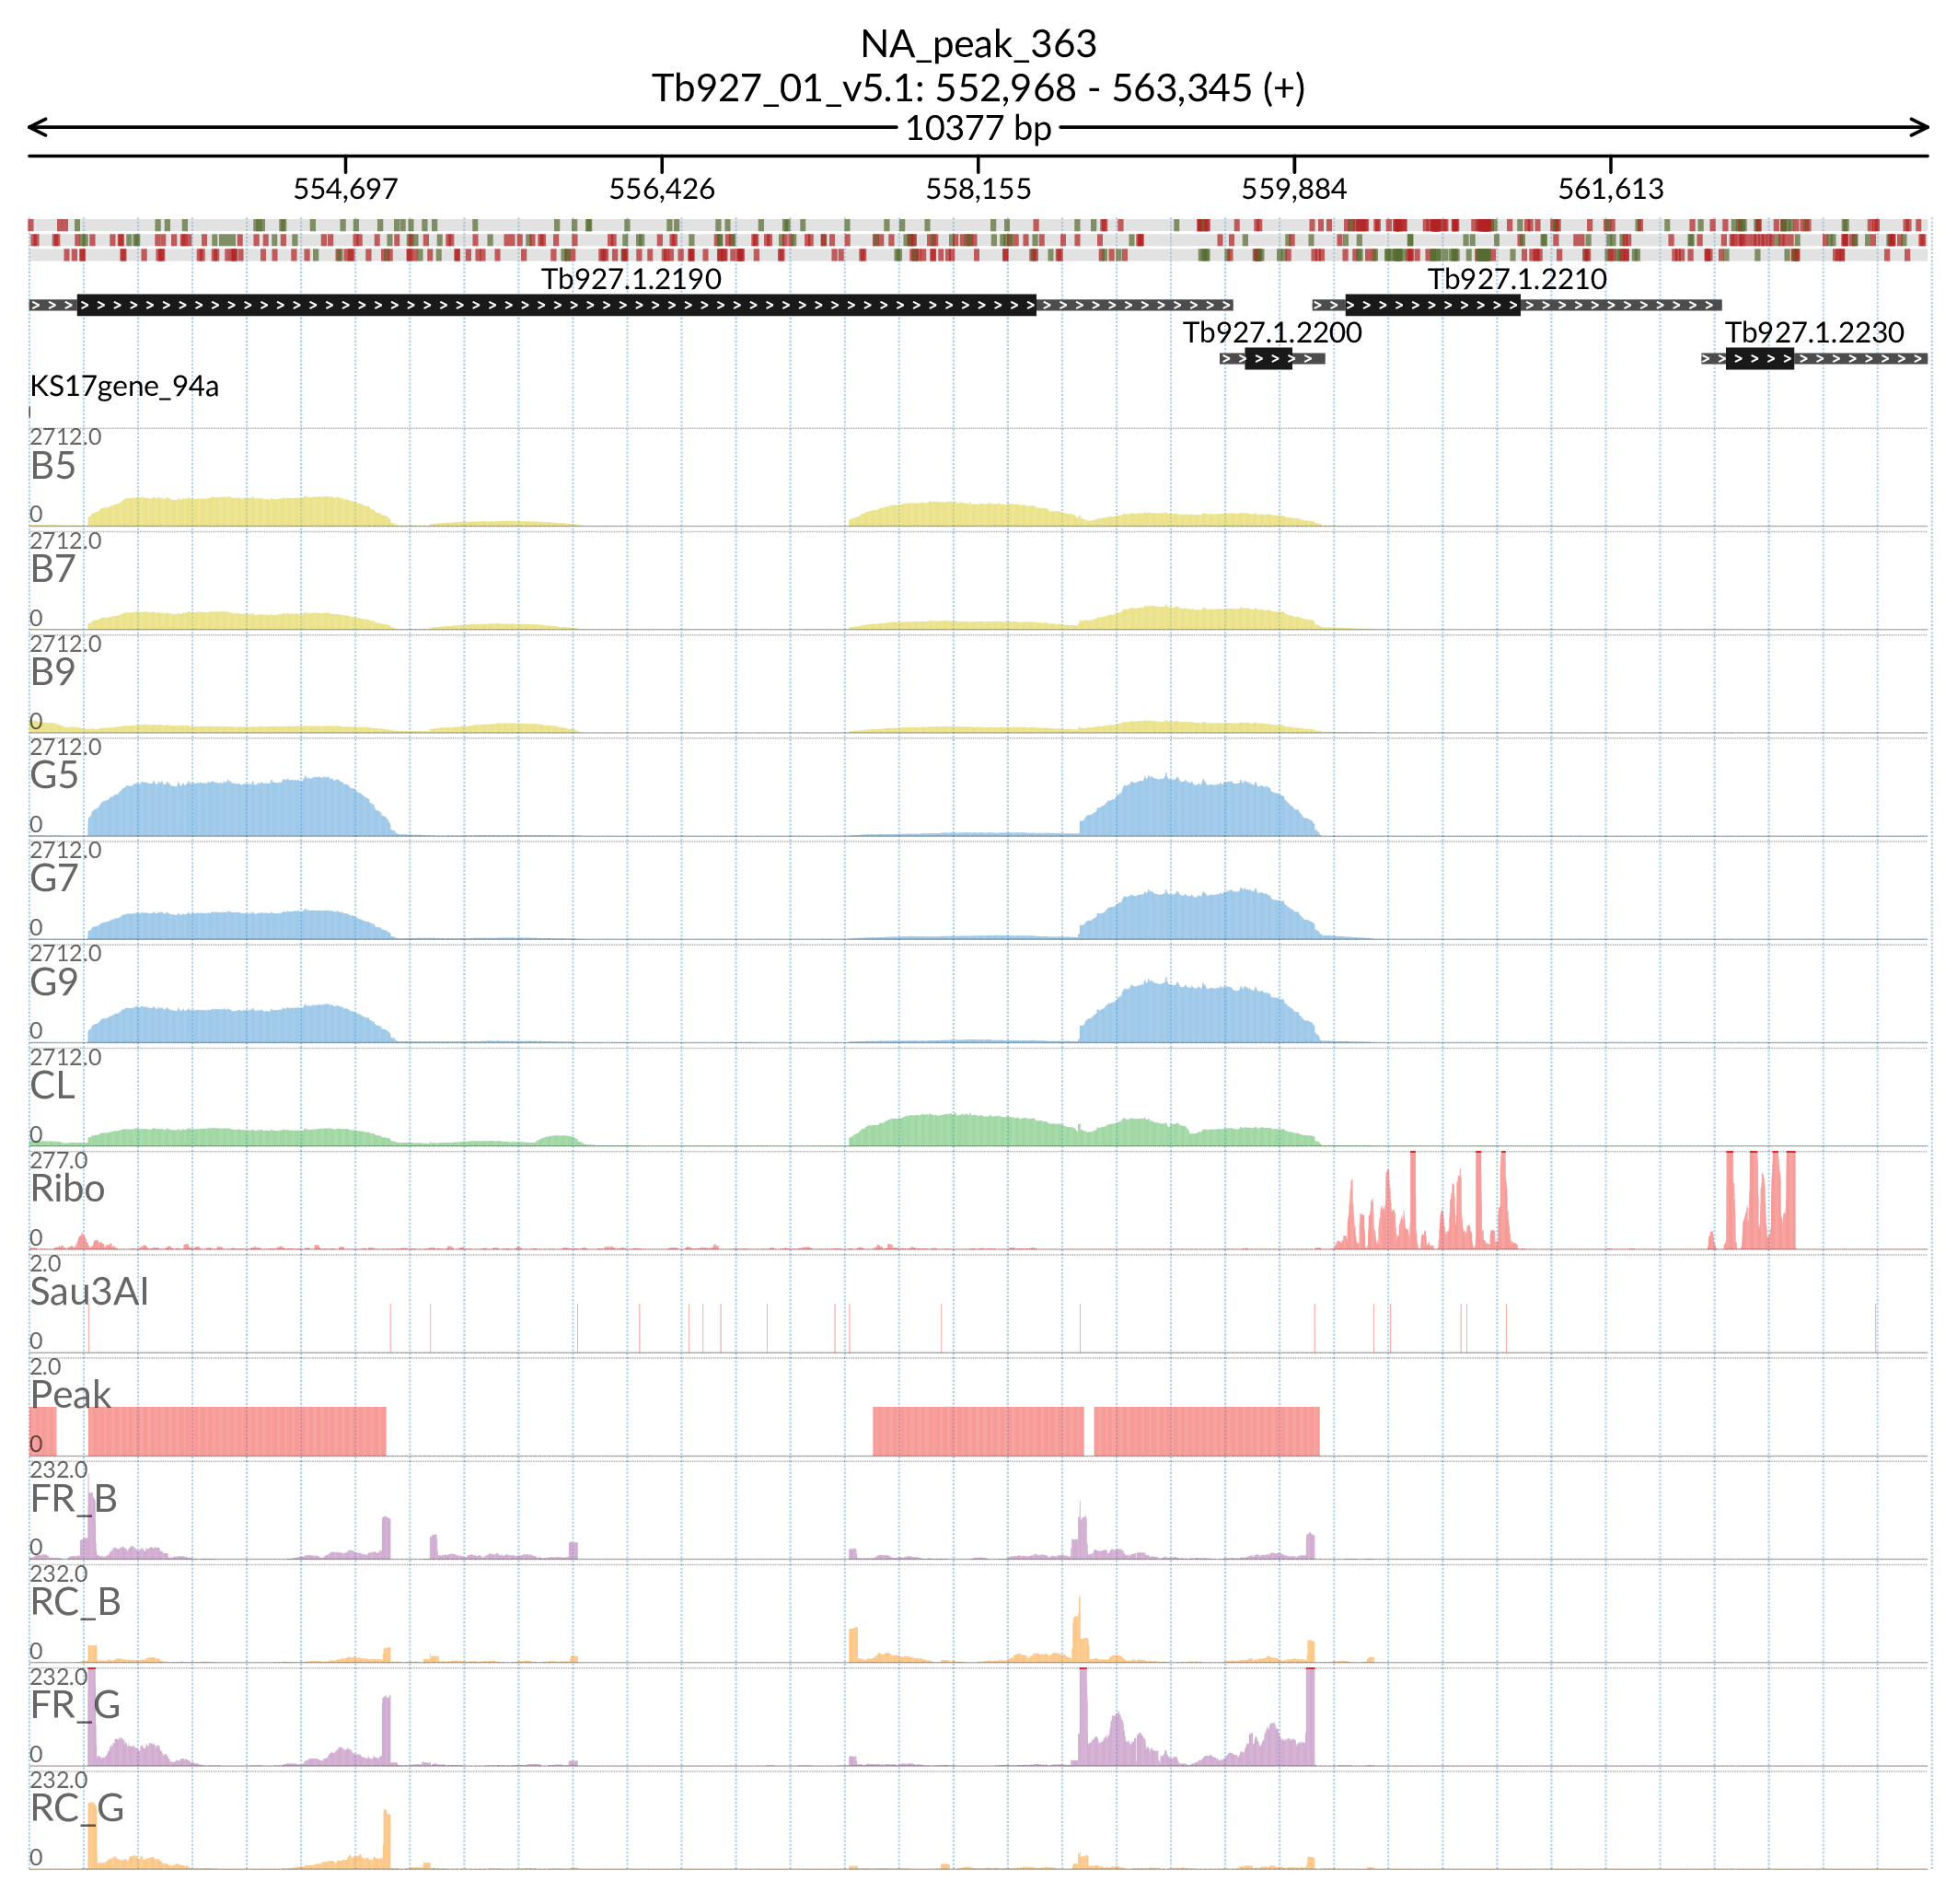 NA_peak_363
Tb927_01_v5.1: 552,968 - 563,345 (+)
10377 bp
554,697 556,426 558,155 559,884 561,613
Tb927.1.2190 Tb927.1.2210
Tb927.1.2200 Tb927.1.2230
KS17gene_94a
2712.0
B5
0
2712.0
B7
0
2712.0
B9
0
2712.0
G5
0
2712.0
G7
0
2712.0
G9
0
2712.0
CL
0
277.0
Ribo
0
2.0
Sau3AI
0
2.0
Peak
0
232.0
FR_B
0
232.0
RC_B
0
232.0
FR_G
0
232.0
RC_G
0